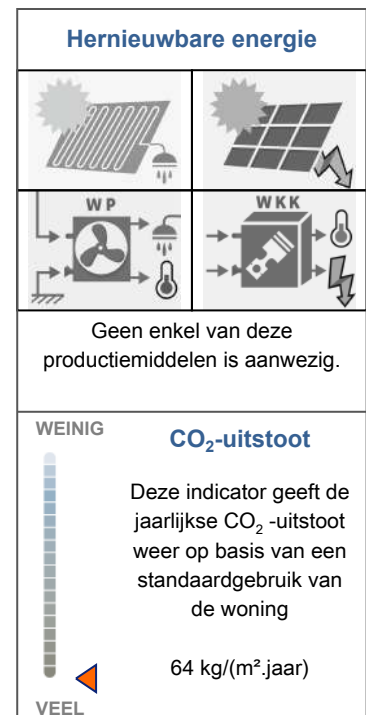 Hernieuwbare energie
WP
WKK
Geen enkel van deze
productiemiddelen is aanwezig.
WEINIG
CO₂-uitstoot
Deze indicator geeft de
jaarlijkse CO₂ -uitstoot
weer op basis van een
standaardgebruik van
de woning
64 kg/(m².jaar)
VEEL